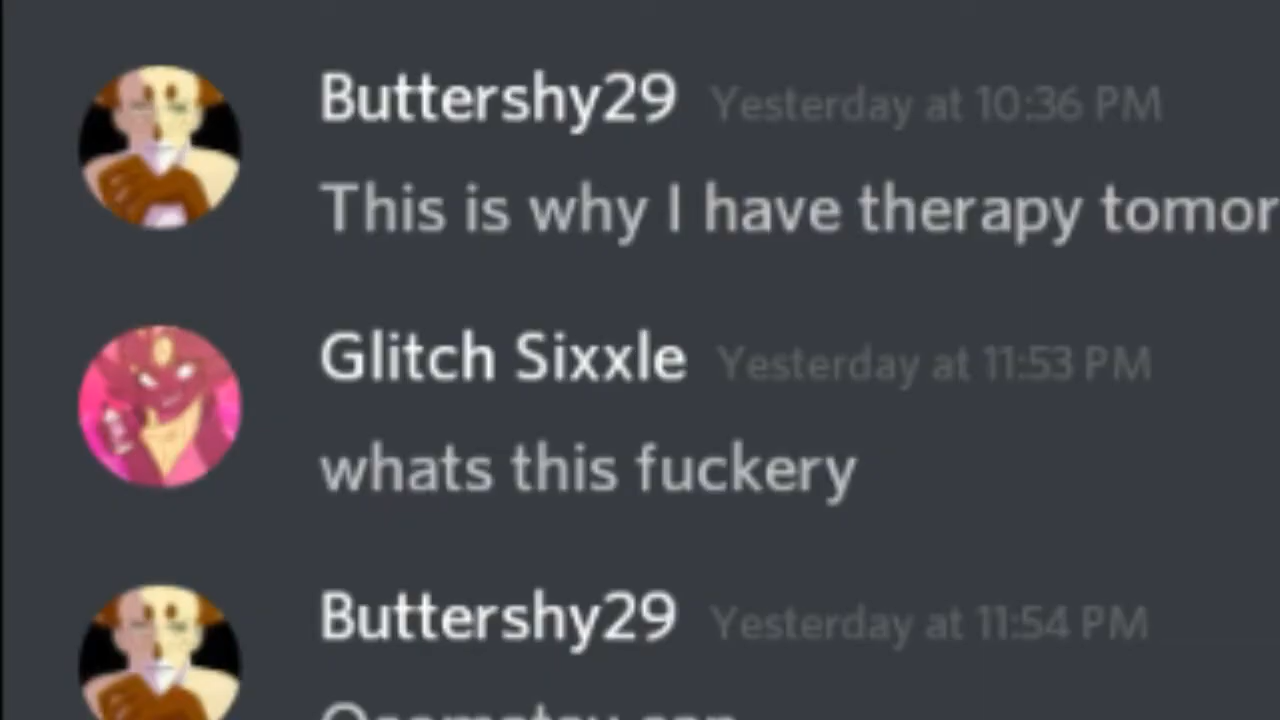 Buttershy29 Yesterday at 10:36 PM
This is why I have therapy tomor
Glitch Sixxle Yesterday at 11:53 PM
whats this fuckery
Buttershy29 Yesterday at 11:54 PM